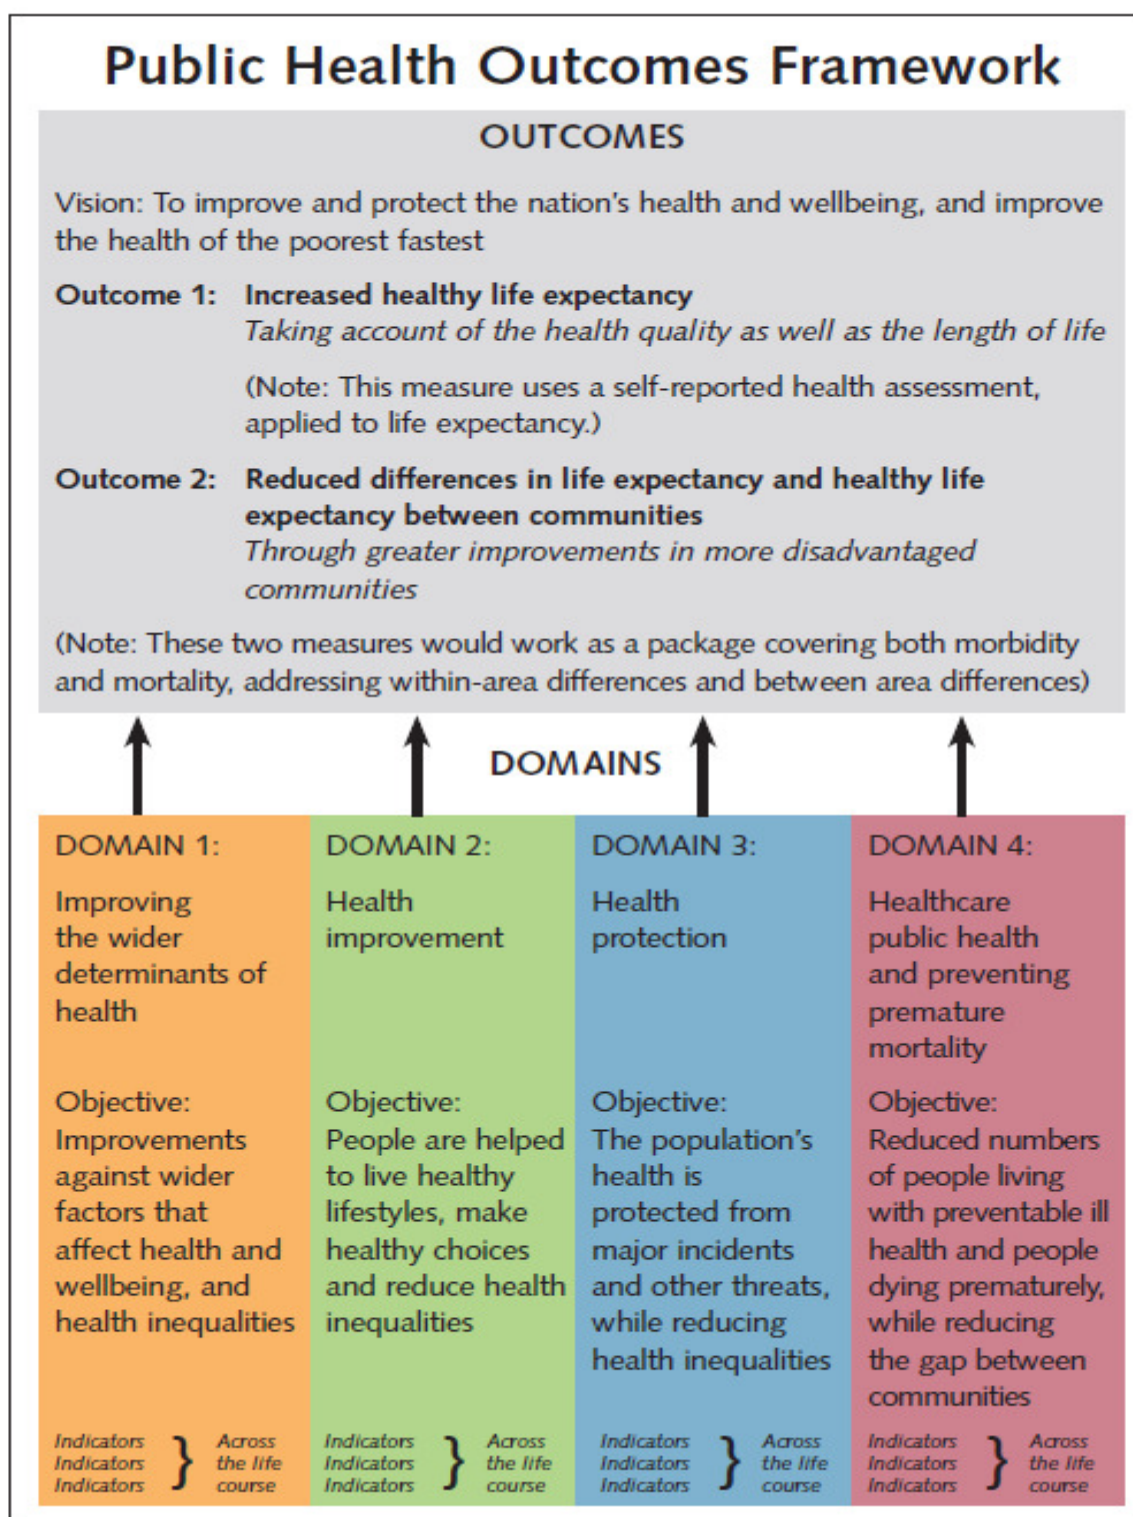 Public Health Outcomes Framework
OUTCOMES
Vision: To improve and protect the nation's health and wellbeing, and improve
the health of the poorest fastest
Outcome 1: Increased healthy life expectancy
Taking account of the health quality as well as the length of life
(Note: This measure uses a self-reported health assessment,
applied to life expectancy.)
Outcome 2: Reduced differences in life expectancy and healthy life
expectancy between communities
Through greater improvements in more disadvantaged
communities
(Note: These two measures would work as a package covering both morbidity
and mortality, addressing within-area differences and between area differences)
DOMAINS
DOMAIN 1:
Improving
the wider
determinants of
health
Objective:
Improvements
against wider
factors that
affect health and
wellbeing, and
health inequalities
Indicators
Indicators
Indicators
} Across
the life
course
DOMAIN 2:
Health
improvement
Objective:
People are helped
to live healthy
lifestyles, make
healthy choices
and reduce health
inequalities
Indicators
Indicators
Indicators
} Across
the life
course
DOMAIN 3:
Health
protection
Objective:
The population's
health is
protected from
major incidents
and other threats,
while reducing
health inequalities
Indicators
Indicators
Indicators
} Across
the life
course
DOMAIN 4:
Healthcare
public health
and preventing
premature
mortality
Objective:
Reduced numbers
of people living
with preventable ill
health and people
dying prematurely,
while reducing
the gap between
communities
Indicators
Indicators
Indicators
} Across
the life
course